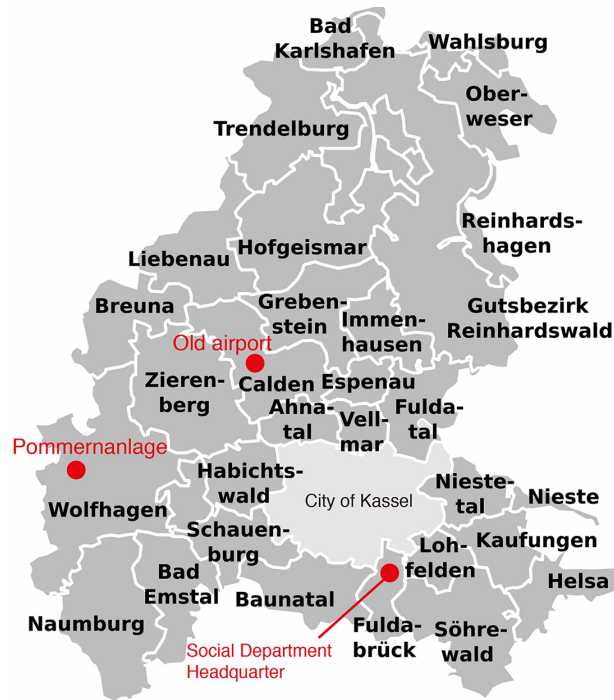 Bad
Karlshafen
Wahlsburg
Ober-
weser
Trendelburg
Reinhards-
hagen
Hofgeismar
Liebenau
Breuna
Greben-
stein
Immen-
hausen
Gutsbezirk
Reinhardswald
Old airport
Zieren-
berg
Calden
Espenau
Ahna-
tal
Vell-
mar
Fulda-
tal
Pommernanlage
Habichts-
wald
City of Kassel
Nieste-
tal
Nieste
Wolfhagen
Schauen-
burg
Loh-
felden
Kaufungen
Bad
Emstal
Baunatal
Helsa
Naumburg
Fulda-
brück
Söhre-
wald
Social Department
Headquarter